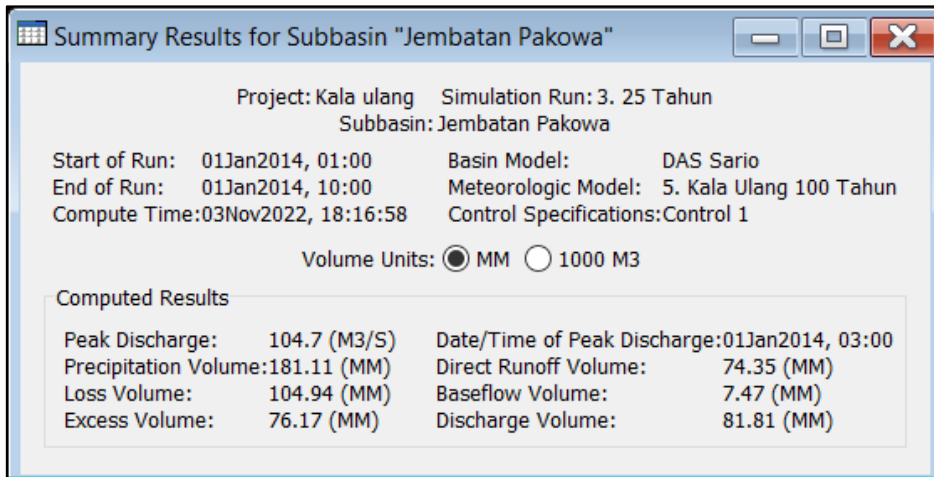 Summary Results for Subbasin "Jembatan Pakowa"
Project: Kala ulang Simulation Run: 3. 25 Tahun
Subbasin: Jembatan Pakowa
Start of Run: 01Jan2014, 01:00 Basin Model: DAS Sario
End of Run: 01Jan2014, 10:00 Meteorologic Model: 5. Kala Ulang 100 Tahun
Compute Time:03Nov2022, 18:16:58 Control Specifications:Control 1
Volume Units: MM 1000 M3
Computed Results
Peak Discharge: 104.7 (M3/S) Date/Time of Peak Discharge:01Jan2014, 03:00
Precipitation Volume:181.11 (MM) Direct Runoff Volume: 74.35 (MM)
Loss Volume: 104.94 (MM) Baseflow Volume: 7.47 (MM)
Excess Volume: 76.17 (MM) Discharge Volume: 81.81 (MM)